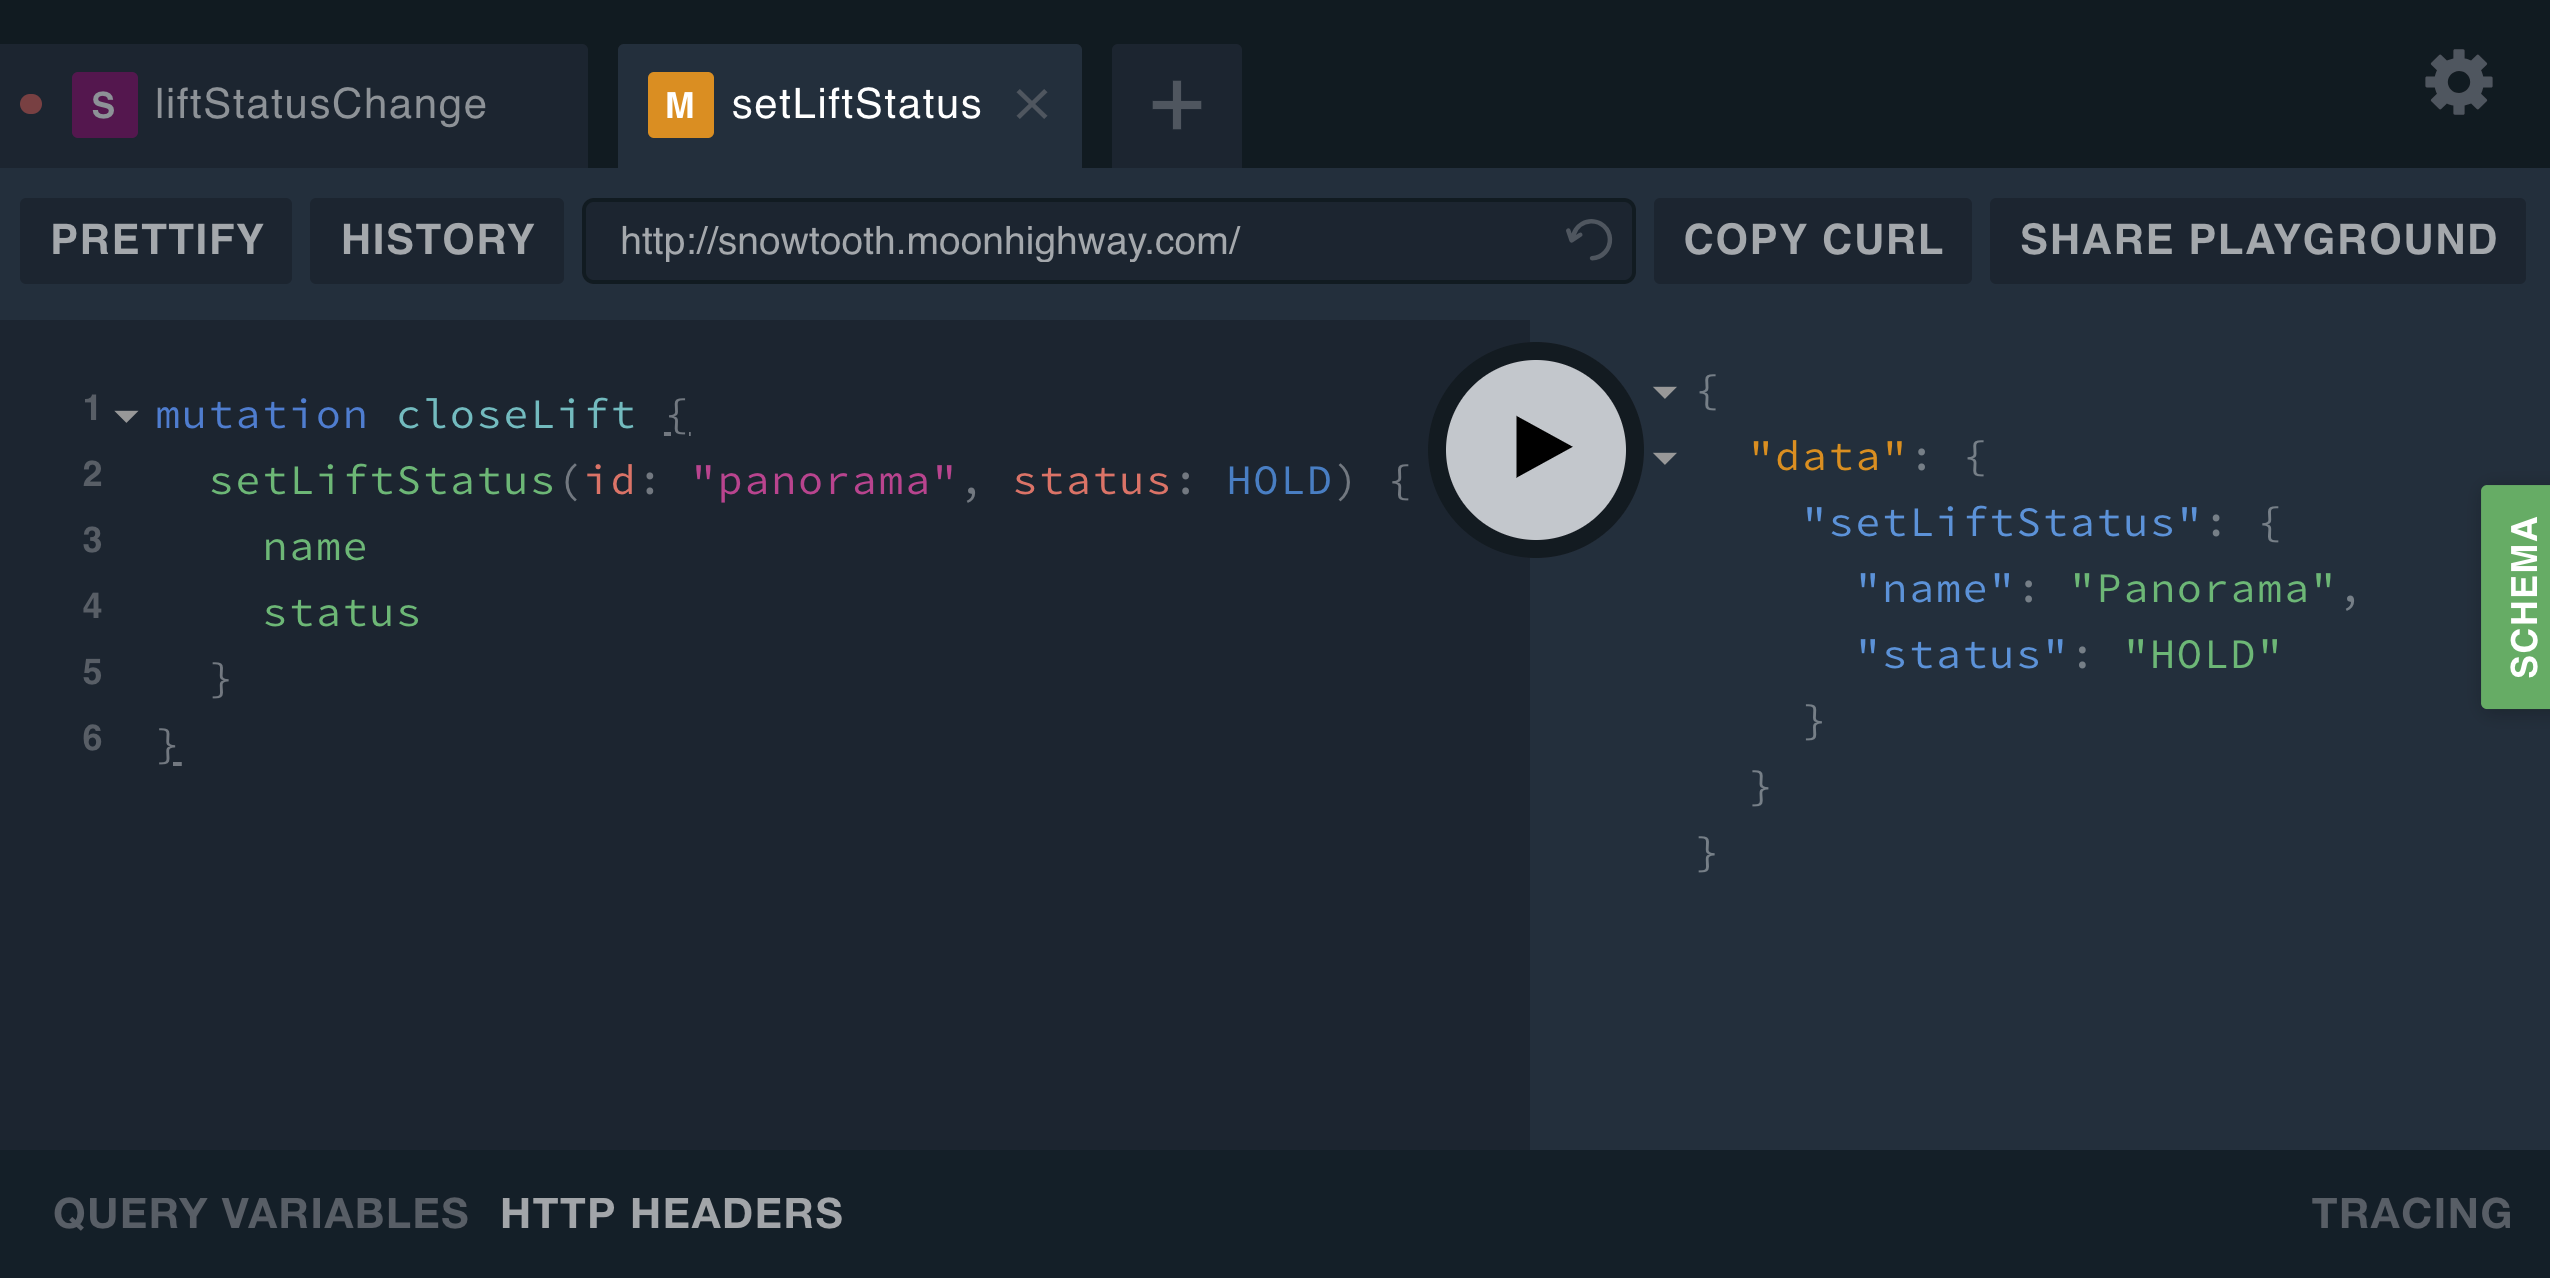 S liftStatusChange M setLiftStatus
PRETTIFY HISTORY http://snowtooth.moonhighway.com/ COPY CURL SHARE PLAYGROUND
1 mutation closeLift {
2 setLiftStatus(id: "panorama", status: HOLD) {
3 name
4 status
5 }
6 }
{
"data": {
"setLiftStatus": {
"name": "Panorama",
"status": "HOLD"
}
}
}
SCHEMA
QUERY VARIABLES HTTP HEADERS TRACING